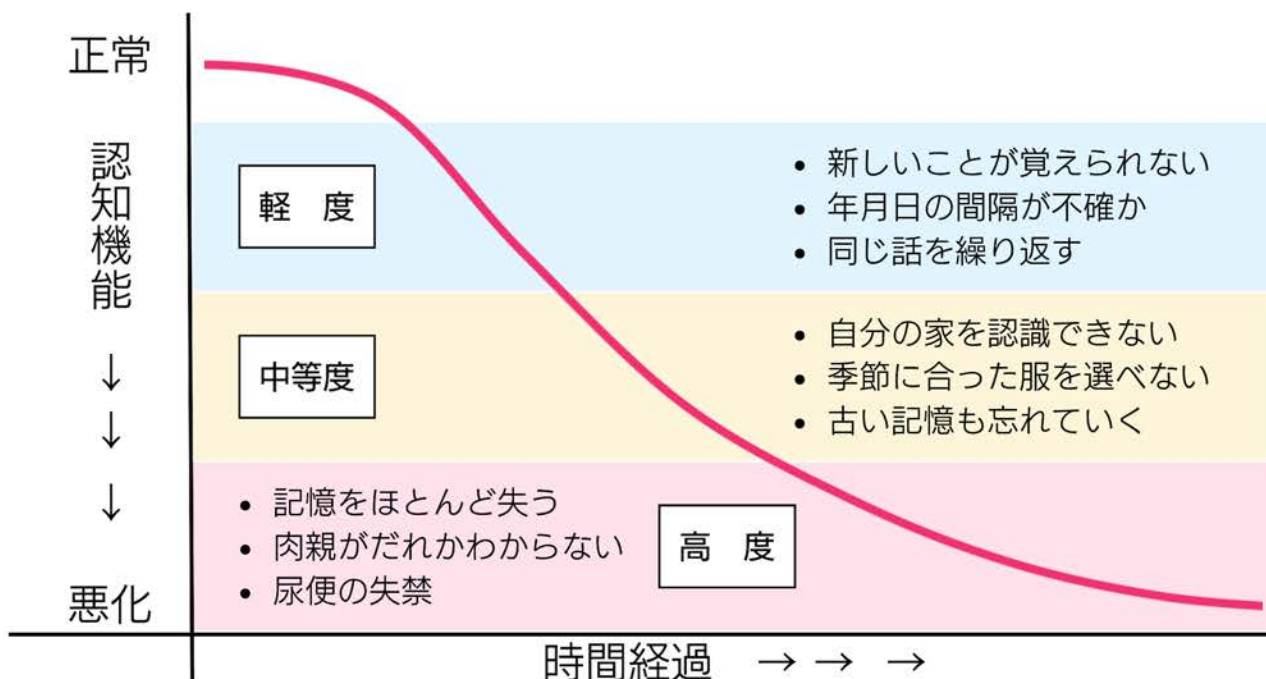 正常
認知機能
↓
↓
↓
悪化
軽　度
• 新しいことが覚えられない
• 年月日の間隔が不確か
• 同じ話を繰り返す
中等度
• 自分の家を認識できない
• 季節に合った服を選べない
• 古い記憶も忘れていく
• 記憶をほとんど失う
• 肉親がだれかわからない
• 尿便の失禁
高　度
時間経過　→ → →